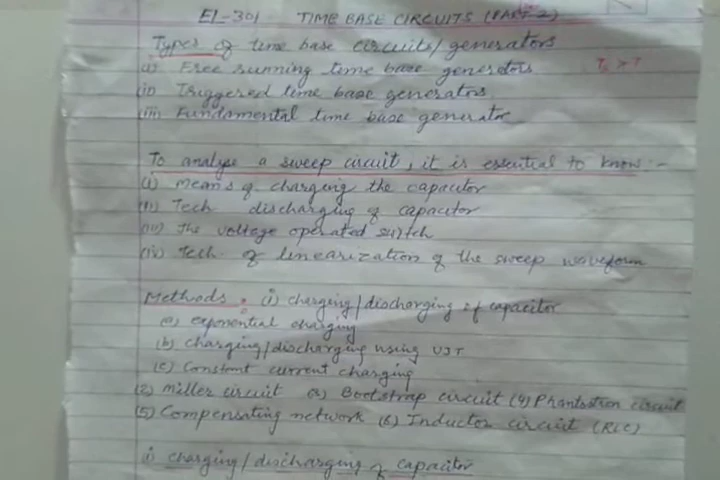 EI-301 TIME BASE CIRCUITS (PART-2)
Types of time base circuits/generators
(i) Free running time base generators Ts > T
(ii) Triggered time base generators
(iii) Fundamental time base generator
To analyse a sweep circuit, it is essential to know :-
(i) Means of charging the capacitor
(ii) Tech discharging of capacitor
(iii) The voltage operated switch
(iv) Tech. of linearization of the sweep waveform
Methods : (i) charging/discharging of capacitor
(a) exponential charging
(b) charging/discharging using UJT
(c) Constant current charging
(2) Miller circuit (3) Bootstrap circuit (4) Phantastron circuit
(5) Compensating network (6) Inductor circuit (RLC)
(i) charging/discharging of capacitor